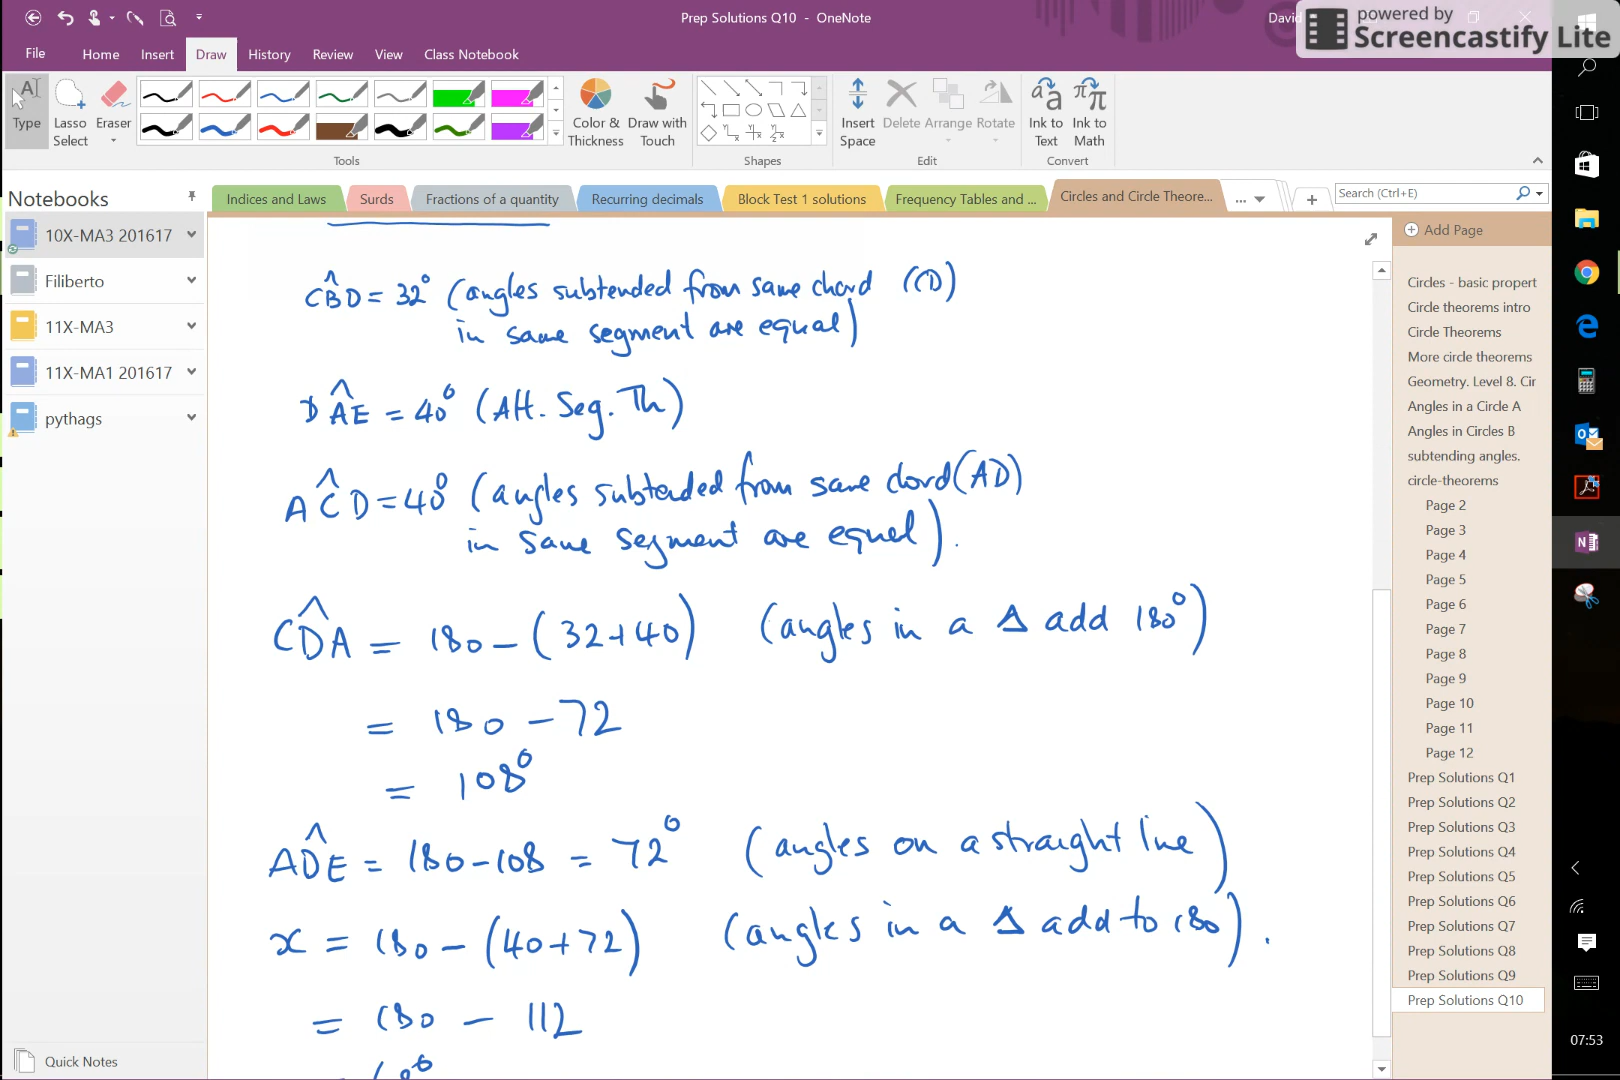 Prep Solutions Q10 - OneNote
David
powered by
Screencastify Lite
File
Home
Insert
Draw
History
Review
View
Class Notebook
Type
Lasso Select
Eraser
Color & Thickness
Draw with Touch
Insert Space
Delete
Arrange
Rotate
Ink to Text
Ink to Math
Tools
Shapes
Edit
Convert
Notebooks
10X-MA3 201617
Filiberto
11X-MA3
11X-MA1 201617
pythags
Quick Notes
Indices and Laws
Surds
Fractions of a quantity
Recurring decimals
Block Test 1 solutions
Frequency Tables and ...
Circles and Circle Theore...
...
Search (Ctrl+E)
CB̂D = 32° (angles subtended from same chord (CD)
in same segment are equal)
DÂE = 40° (Alt. Seg. Th)
AĈD = 40° (angles subtended from same chord (AD)
in same segment are equal).
CD̂A = 180 - (32+40) (angles in a Δ add 180°)
= 180 - 72
= 108°
AD̂E = 180-108 = 72° (angles on a straight line)
x = 180 - (40+72) (angles in a Δ add to 180).
= 180 - 112
Add Page
Circles - basic propert
Circle theorems intro
Circle Theorems
More circle theorems
Geometry. Level 8. Cir
Angles in a Circle A
Angles in Circles B
subtending angles.
circle-theorems
Page 2
Page 3
Page 4
Page 5
Page 6
Page 7
Page 8
Page 9
Page 10
Page 11
Page 12
Prep Solutions Q1
Prep Solutions Q2
Prep Solutions Q3
Prep Solutions Q4
Prep Solutions Q5
Prep Solutions Q6
Prep Solutions Q7
Prep Solutions Q8
Prep Solutions Q9
Prep Solutions Q10
07:53